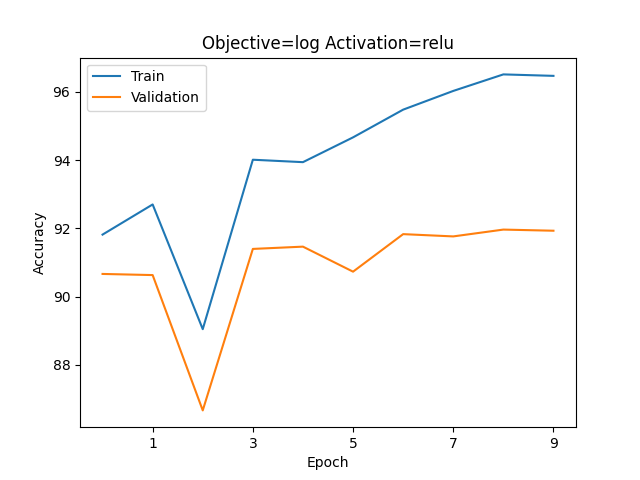 Objective=log Activation=relu
Train
Validation
96
94
92
90
88
Accuracy
1 3 5 7 9
Epoch